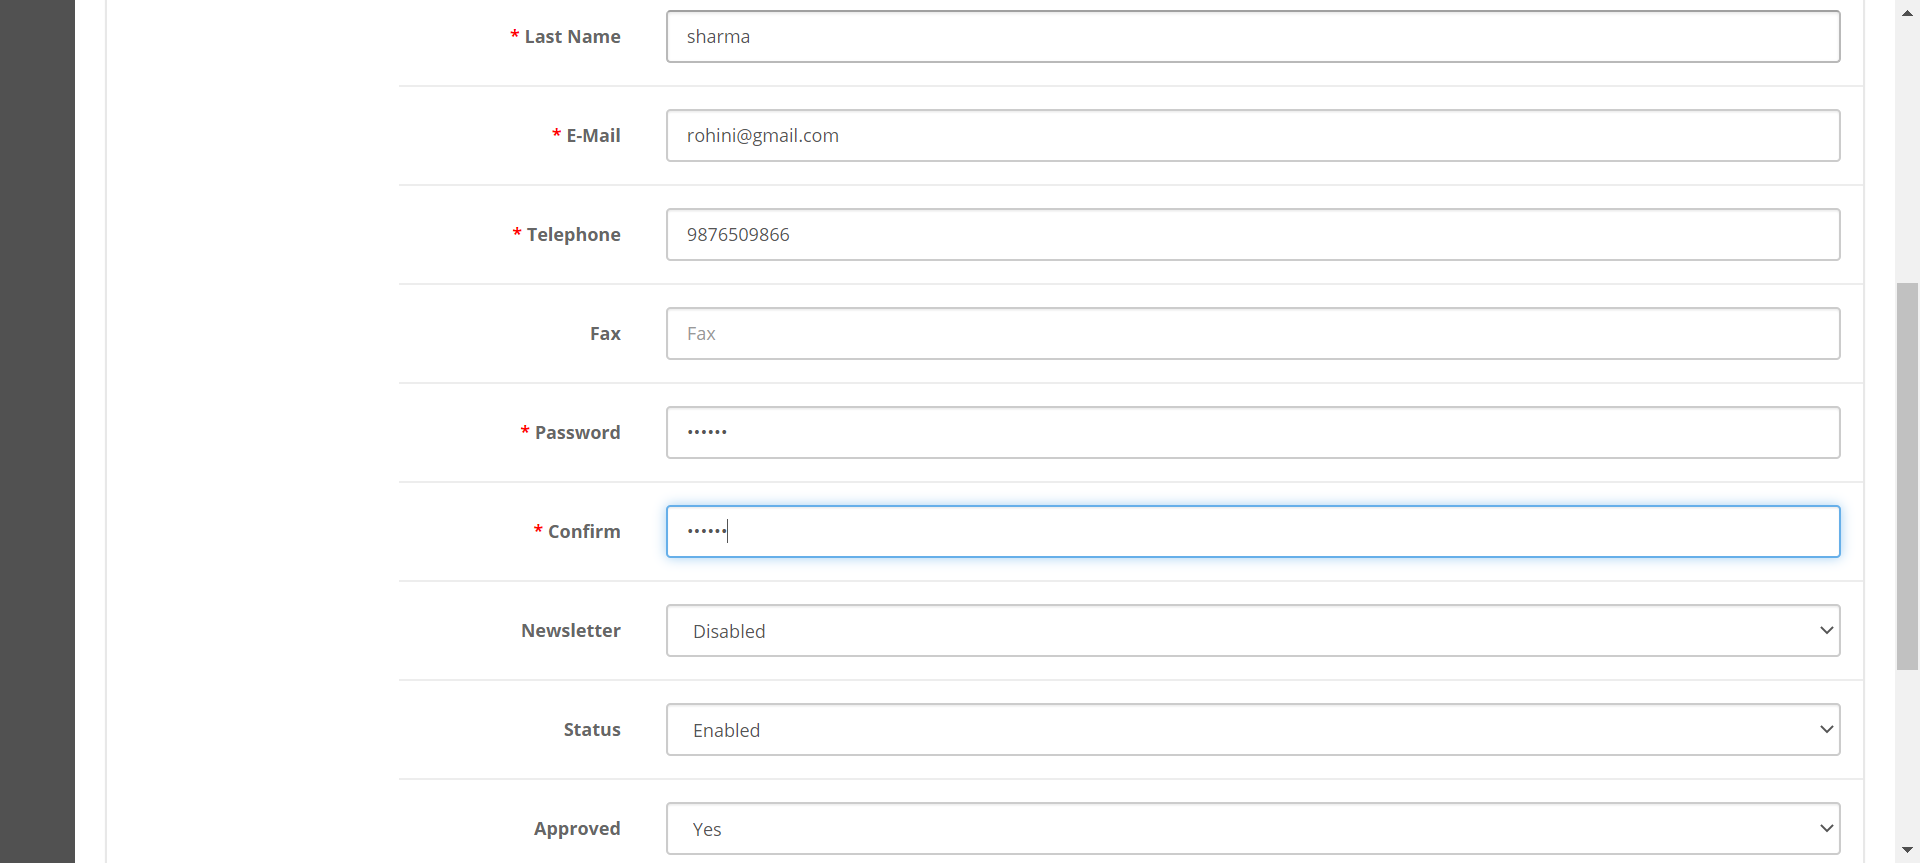 * Last Name sharma
* E-Mail rohini@gmail.com
* Telephone 9876509866
Fax Fax
* Password ••••••
* Confirm ••••••
Newsletter Disabled
Status Enabled
Approved Yes